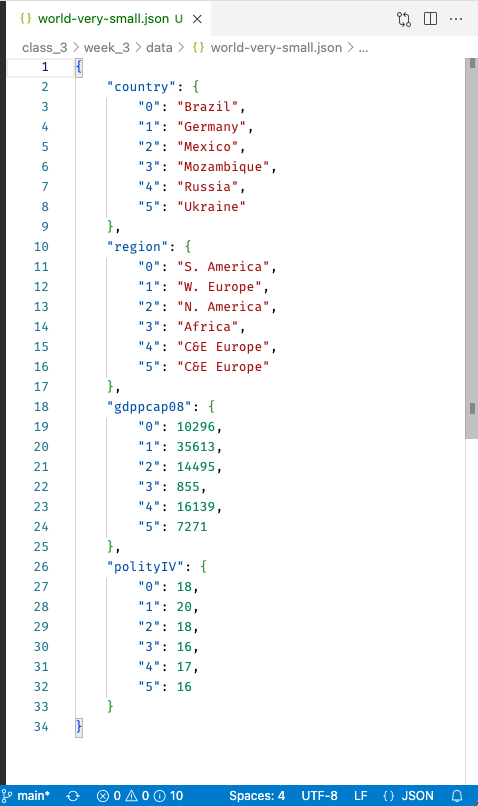 {} world-very-small.json U ×
class_3 > week_3 > data > {} world-very-small.json > ...
1 {
2 "country": {
3 "0": "Brazil",
4 "1": "Germany",
5 "2": "Mexico",
6 "3": "Mozambique",
7 "4": "Russia",
8 "5": "Ukraine"
9 },
10 "region": {
11 "0": "S. America",
12 "1": "W. Europe",
13 "2": "N. America",
14 "3": "Africa",
15 "4": "C&E Europe",
16 "5": "C&E Europe"
17 },
18 "gdppcap08": {
19 "0": 10296,
20 "1": 35613,
21 "2": 14495,
22 "3": 855,
23 "4": 16139,
24 "5": 7271
25 },
26 "polityIV": {
27 "0": 18,
28 "1": 20,
29 "2": 18,
30 "3": 16,
31 "4": 17,
32 "5": 16
33 }
34 }
main* 0 0 10 Spaces: 4 UTF-8 LF {} JSON